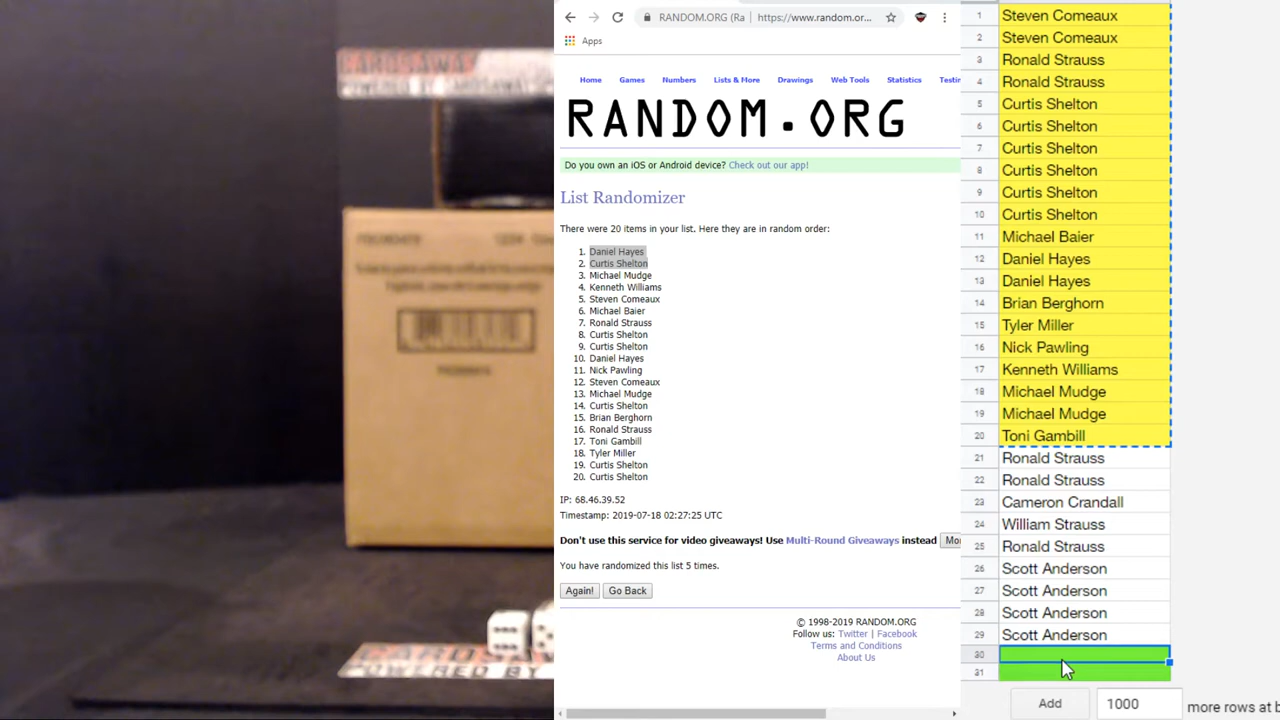 RANDOM.ORG (Ra
https://www.random.or...
Apps
Home Games Numbers Lists & More Drawings Web Tools Statistics Testin
RANDOM.ORG
Do you own an iOS or Android device? Check out our app!
List Randomizer
There were 20 items in your list. Here they are in random order:
1. Daniel Hayes
2. Curtis Shelton
3. Michael Mudge
4. Kenneth Williams
5. Steven Comeaux
6. Michael Baier
7. Ronald Strauss
8. Curtis Shelton
9. Curtis Shelton
10. Daniel Hayes
11. Nick Pawling
12. Steven Comeaux
13. Michael Mudge
14. Curtis Shelton
15. Brian Berghorn
16. Ronald Strauss
17. Toni Gambill
18. Tyler Miller
19. Curtis Shelton
20. Curtis Shelton
IP: 68.46.39.52
Timestamp: 2019-07-18 02:27:25 UTC
Don't use this service for video giveaways! Use Multi-Round Giveaways instead Mor
You have randomized this list 5 times.
Again! Go Back
© 1998-2019 RANDOM.ORG
Follow us: Twitter | Facebook
Terms and Conditions
About Us
1 Steven Comeaux
2 Steven Comeaux
3 Ronald Strauss
4 Ronald Strauss
5 Curtis Shelton
6 Curtis Shelton
7 Curtis Shelton
8 Curtis Shelton
9 Curtis Shelton
10 Curtis Shelton
11 Michael Baier
12 Daniel Hayes
13 Daniel Hayes
14 Brian Berghorn
15 Tyler Miller
16 Nick Pawling
17 Kenneth Williams
18 Michael Mudge
19 Michael Mudge
20 Toni Gambill
21 Ronald Strauss
22 Ronald Strauss
23 Cameron Crandall
24 William Strauss
25 Ronald Strauss
26 Scott Anderson
27 Scott Anderson
28 Scott Anderson
29 Scott Anderson
30
31
Add 1000 more rows at b